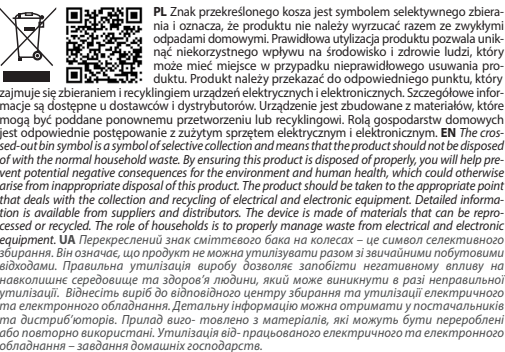 PL Znak przekreślonego kosza jest symbolem selektywnego zbiera-
nia i oznacza, że produktu nie należy wyrzucać razem ze zwykłymi
odpadami domowymi. Prawidłowa utylizacja produktu pozwala unik-
nąć niekorzystnego wpływu na środowisko i zdrowie ludzi, który
może mieć miejsce w przypadku nieprawidłowego usuwania pro-
duktu. Produkt należy przekazać do odpowiedniego punktu, który
zajmuje się zbieraniem i recyklingiem urządzeń elektrycznych i elektronicznych. Szczegółowe infor-
macje są dostępne u dostawców i dystrybutorów. Urządzenie jest zbudowane z materiałów, które
mogą być poddane ponownemu przetworzeniu lub recyklingowi. Rolą gospodarstw domowych
jest odpowiednie postępowanie z zużytym sprzętem elektrycznym i elektronicznym. EN The cros-
sed-out bin symbol is a symbol of selective collection and means that the product should not be disposed
of with the normal household waste. By ensuring this product is disposed of properly, you will help pre-
vent potential negative consequences for the environment and human health, which could otherwise
arise from inappropriate disposal of this product. The product should be taken to the appropriate point
that deals with the collection and recycling of electrical and electronic equipment. Detailed informa-
tion is available from suppliers and distributors. The device is made of materials that can be repro-
cessed or recycled. The role of households is to properly manage waste from electrical and electronic
equipment. UA Перекреслений знак сміттєвого бака на колесах – це символ селективного
збирання. Він означає, що продукт не можна утилізувати разом зі звичайними побутовими
відходами. Правильна утилізація виробу дозволяє запобігти негативному впливу на
навколишнє середовище та здоров'я людини, який може виникнути в разі неправильної
утилізації. Віднесіть виріб до відповідного центру збирання та утилізації електричного
та електронного обладнання. Детальну інформацію можна отримати у постачальників
та дистриб'юторів. Прилад виго- товлено з матеріалів, які можуть бути перероблені
або повторно використані. Утилізація від- працьованого електричного та електронного
обладнання – завдання домашніх господарств.